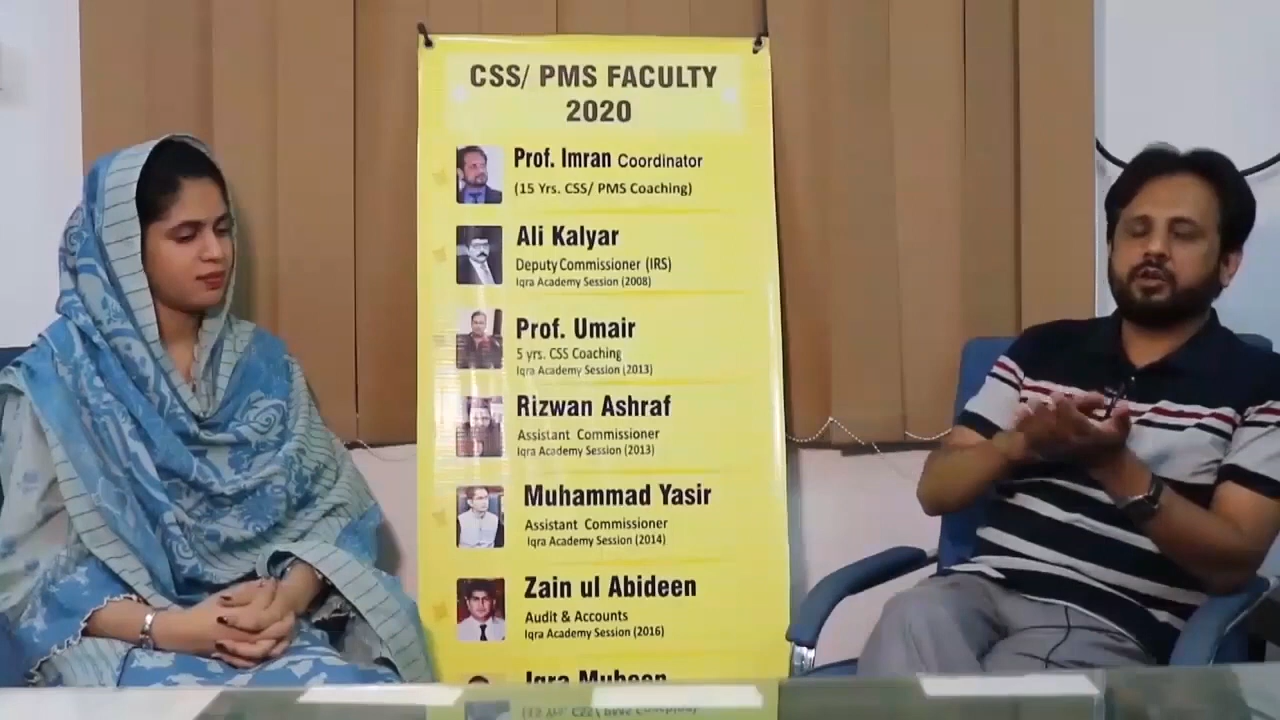 CSS/ PMS FACULTY
2020
Prof. Imran Coordinator
(15 Yrs. CSS/ PMS Coaching)
Ali Kalyar
Deputy Commissioner (IRS)
Iqra Academy Session (2008)
Prof. Umair
5 yrs. CSS Coaching
Iqra Academy Session (2013)
Rizwan Ashraf
Assistant Commissioner
Iqra Academy Session (2013)
Muhammad Yasir
Assistant Commissioner
Iqra Academy Session (2014)
Zain ul Abideen
Audit & Accounts
Iqra Academy Session (2016)
Iqra Mubeen